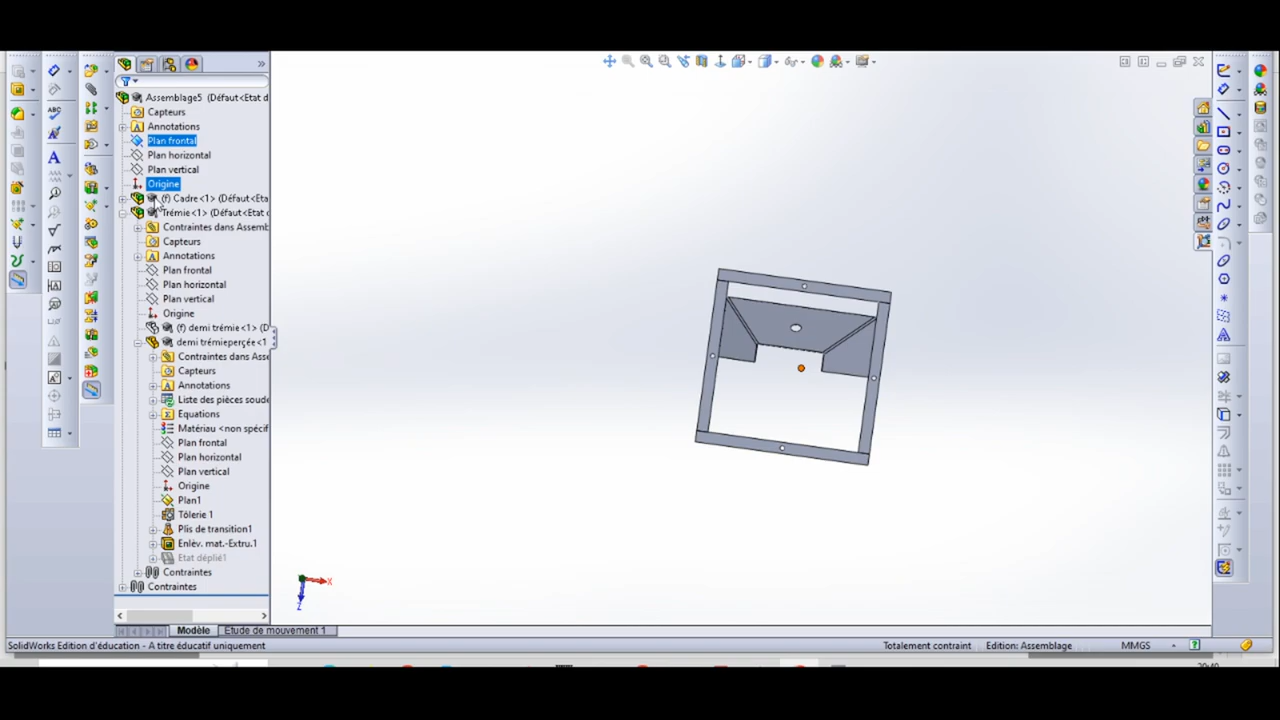 Assemblage5 (Défaut<Etat d
Capteurs
Annotations
Plan frontal
Plan horizontal
Plan vertical
Origine
(f) Cadre<1> (Défaut<Eta
Trémie<1> (Défaut<Etat d
Contraintes dans Assemb
Capteurs
Annotations
Plan frontal
Plan horizontal
Plan vertical
Origine
(f) demi trémie<1> (D
demi trémieperçée<1
Contraintes dans Asse
Capteurs
Annotations
Liste des pièces soude
Equations
Matériau <non spécif
Plan frontal
Plan horizontal
Plan vertical
Origine
Plan1
Tôlerie 1
Plis de transition1
Enlèv. mat.-Extru.1
Etat déplié1
Contraintes
Contraintes
X
Z
Modèle Etude de mouvement 1
SolidWorks Edition d'éducation - A titre éducatif uniquement Totalement contraint Edition: Assemblage MMGS